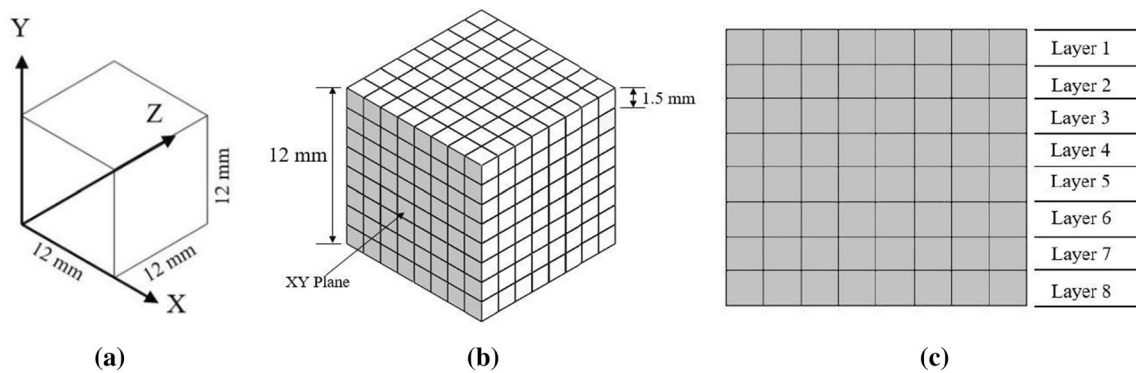 Y
Z
12 mm
12 mm
12 mm
X
(a)
12 mm
1.5 mm
XY Plane
(b)
Layer 1
Layer 2
Layer 3
Layer 4
Layer 5
Layer 6
Layer 7
Layer 8
(c)